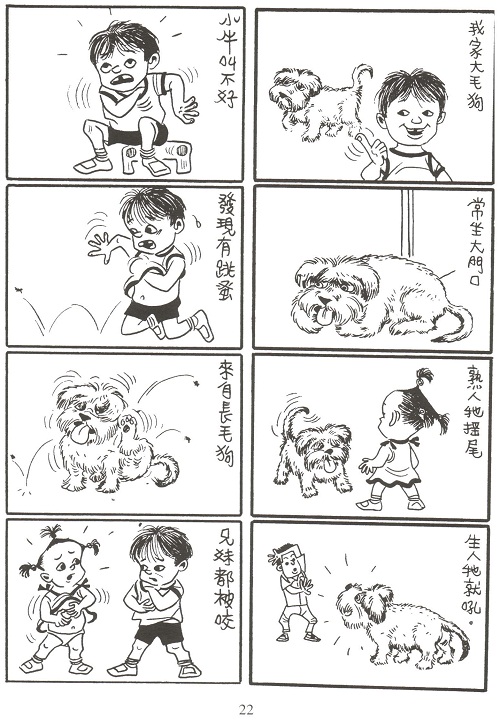 我家大毛狗
常坐大門口
熟人牠搖尾
生人牠就吼.
小牛叫不好
發現有跳蚤
來自長毛狗
兄妹都被咬
22